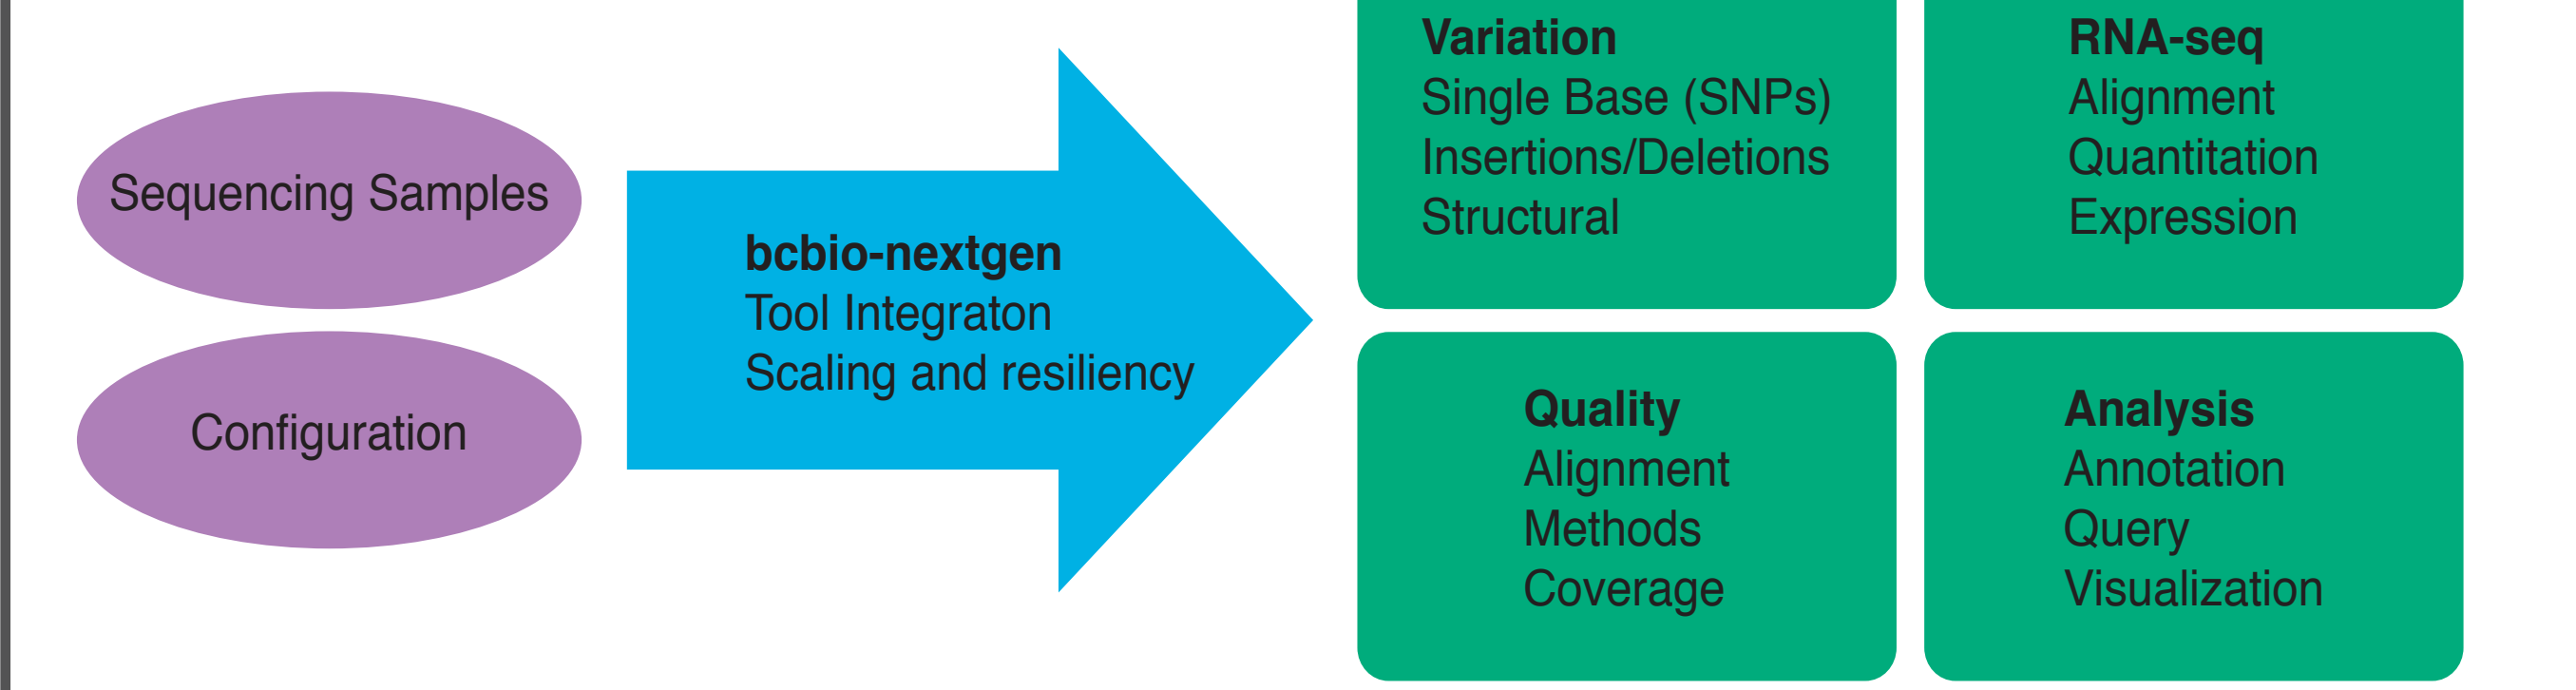 Sequencing Samples
Configuration
bcbio-nextgen
Tool Integraton
Scaling and resiliency
Variation
Single Base (SNPs)
Insertions/Deletions
Structural
RNA-seq
Alignment
Quantitation
Expression
Quality
Alignment
Methods
Coverage
Analysis
Annotation
Query
Visualization